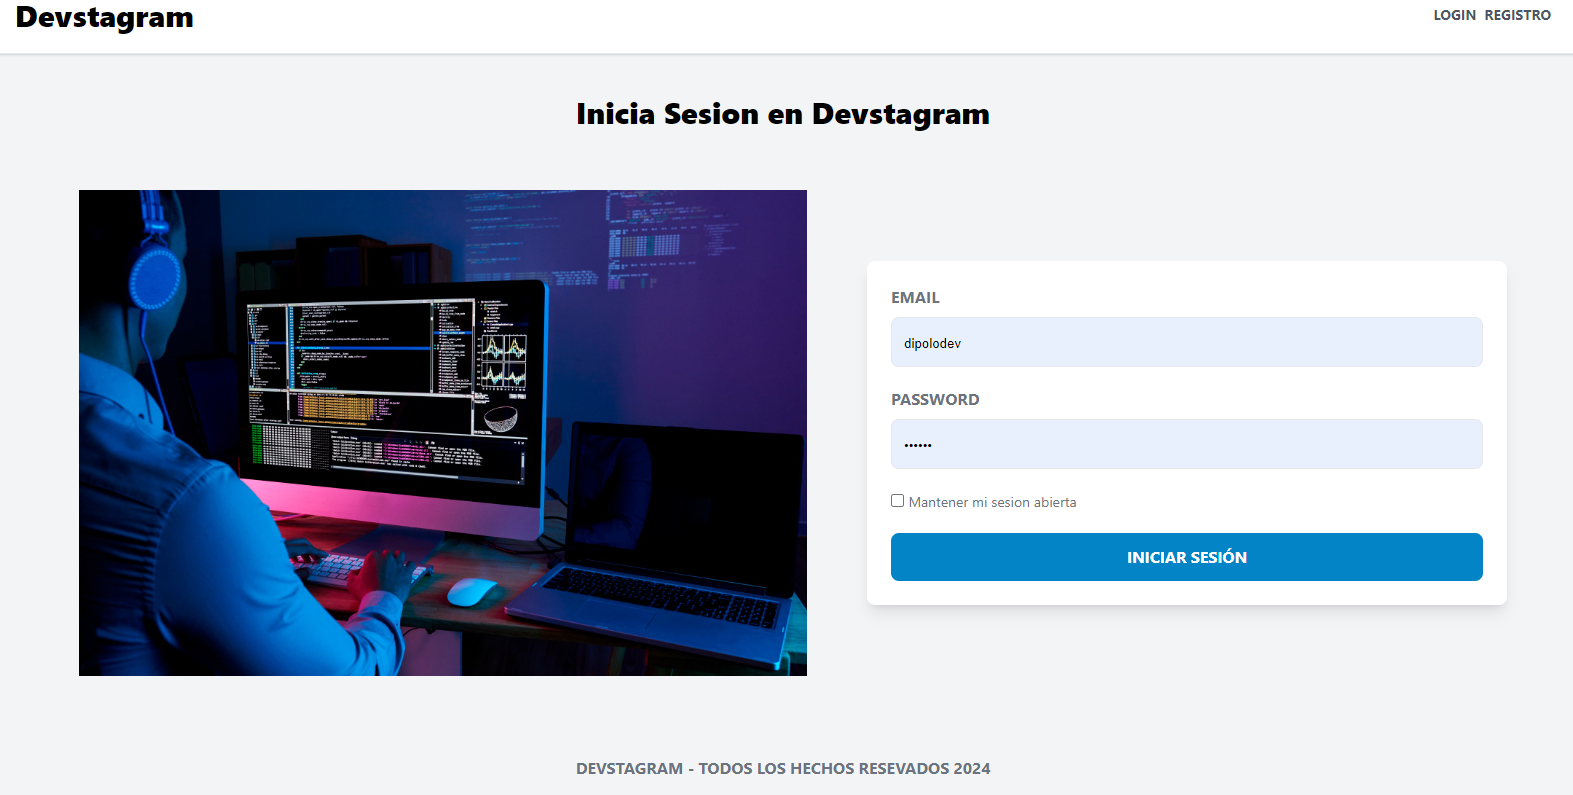 Devstagram
LOGIN REGISTRO
Inicia Sesion en Devstagram
EMAIL
dipolodev
PASSWORD
••••••
Mantener mi sesion abierta
INICIAR SESIÓN
DEVSTAGRAM - TODOS LOS HECHOS RESEVADOS 2024